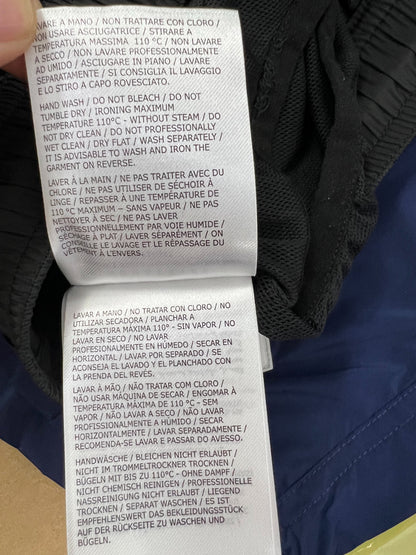 LAVARE A MANO / NON TRATTARE CON CLORO /
NON USARE ASCIUGATRICE / STIRARE A
TEMPERATURA MASSIMA 110 °C / NON LAVARE
A SECCO / NON LAVARE PROFESSIONALMENTE
AD UMIDO / ASCIUGARE IN PIANO / LAVARE
SEPARATAMENTE / SI CONSIGLIA IL LAVAGGIO
E LO STIRO A CAPO ROVESCIATO.
HAND WASH / DO NOT BLEACH / DO NOT
TUMBLE DRY / IRONING MAXIMUM
TEMPERATURE 110°C - WITHOUT STEAM / DO
NOT DRY CLEAN / DO NOT PROFESSIONALLY
WET CLEAN / DRY FLAT / WASH SEPARATELY /
IT IS ADVISABLE TO WASH AND IRON THE
GARMENT ON REVERSE.
LAVER À LA MAIN / NE PAS TRAITER AVEC DU
CHLORE / NE PAS UTILISER DE SÉCHOIR À
LINGE / REPASSER À UNE TEMPÉRATURE DE
110 °C MAXIMUM – SANS VAPEUR / NE PAS
NETTOYER À SEC / NE PAS LAVER
PROFESSIONNELLEMENT PAR VOIE HUMIDE /
SÉCHAGE À PLAT / LAVER SÉPARÉMENT / ON
CONSEILLE LE LAVAGE ET LE RÉPASSAGE DU
VÊTEMENT À L'ENVERS.
LAVAR A MANO / NO TRATAR CON CLORO / NO
UTILIZAR SECADORA / PLANCHAR A
TEMPERATURA MÁXIMA 110° - SIN VAPOR / NO
LAVAR EN SECO / NO LAVAR
PROFESIONALMENTE EN HÚMEDO / SECAR EN
HORIZONTAL / LAVAR POR SEPARADO / SE
ACONSEJA EL LAVADO Y EL PLANCHADO CON
LA PRENDA DEL REVÉS.
LAVAR À MÃO / NÃO TRATAR COM CLORO /
NÃO USAR MÁQUINA DE SECAR / ENGOMAR À
TEMPERATURA MÁXIMA DE 110 °C - SEM
VAPOR / NÃO LAVAR A SECO / NÃO LAVAR
PROFISSIONALMENTE A HÚMIDO / SECAR
HORIZONTALMENTE / LAVAR SEPARADAMENTE /
RECOMENDA-SE LAVAR E PASSAR DO AVESSO.
HANDWÄSCHE / BLEICHEN NICHT ERLAUBT /
NICHT IM TROMMELTROCKNER TROCKNEN /
BÜGELN MIT BIS ZU 110°C - OHNE DAMPF /
NICHT CHEMISCH REINIGEN / PROFESSIONELLE
NASSREINIGUNG NICHT ERLAUBT / LIEGEND
TROCKNEN / SEPARAT WASCHEN / ES IST
EMPFEHLENSWERT DAS BEKLEIDUNGSSTÜCK
AUF DER RÜCKSEITE ZU WASCHEN UND
BÜGELN.